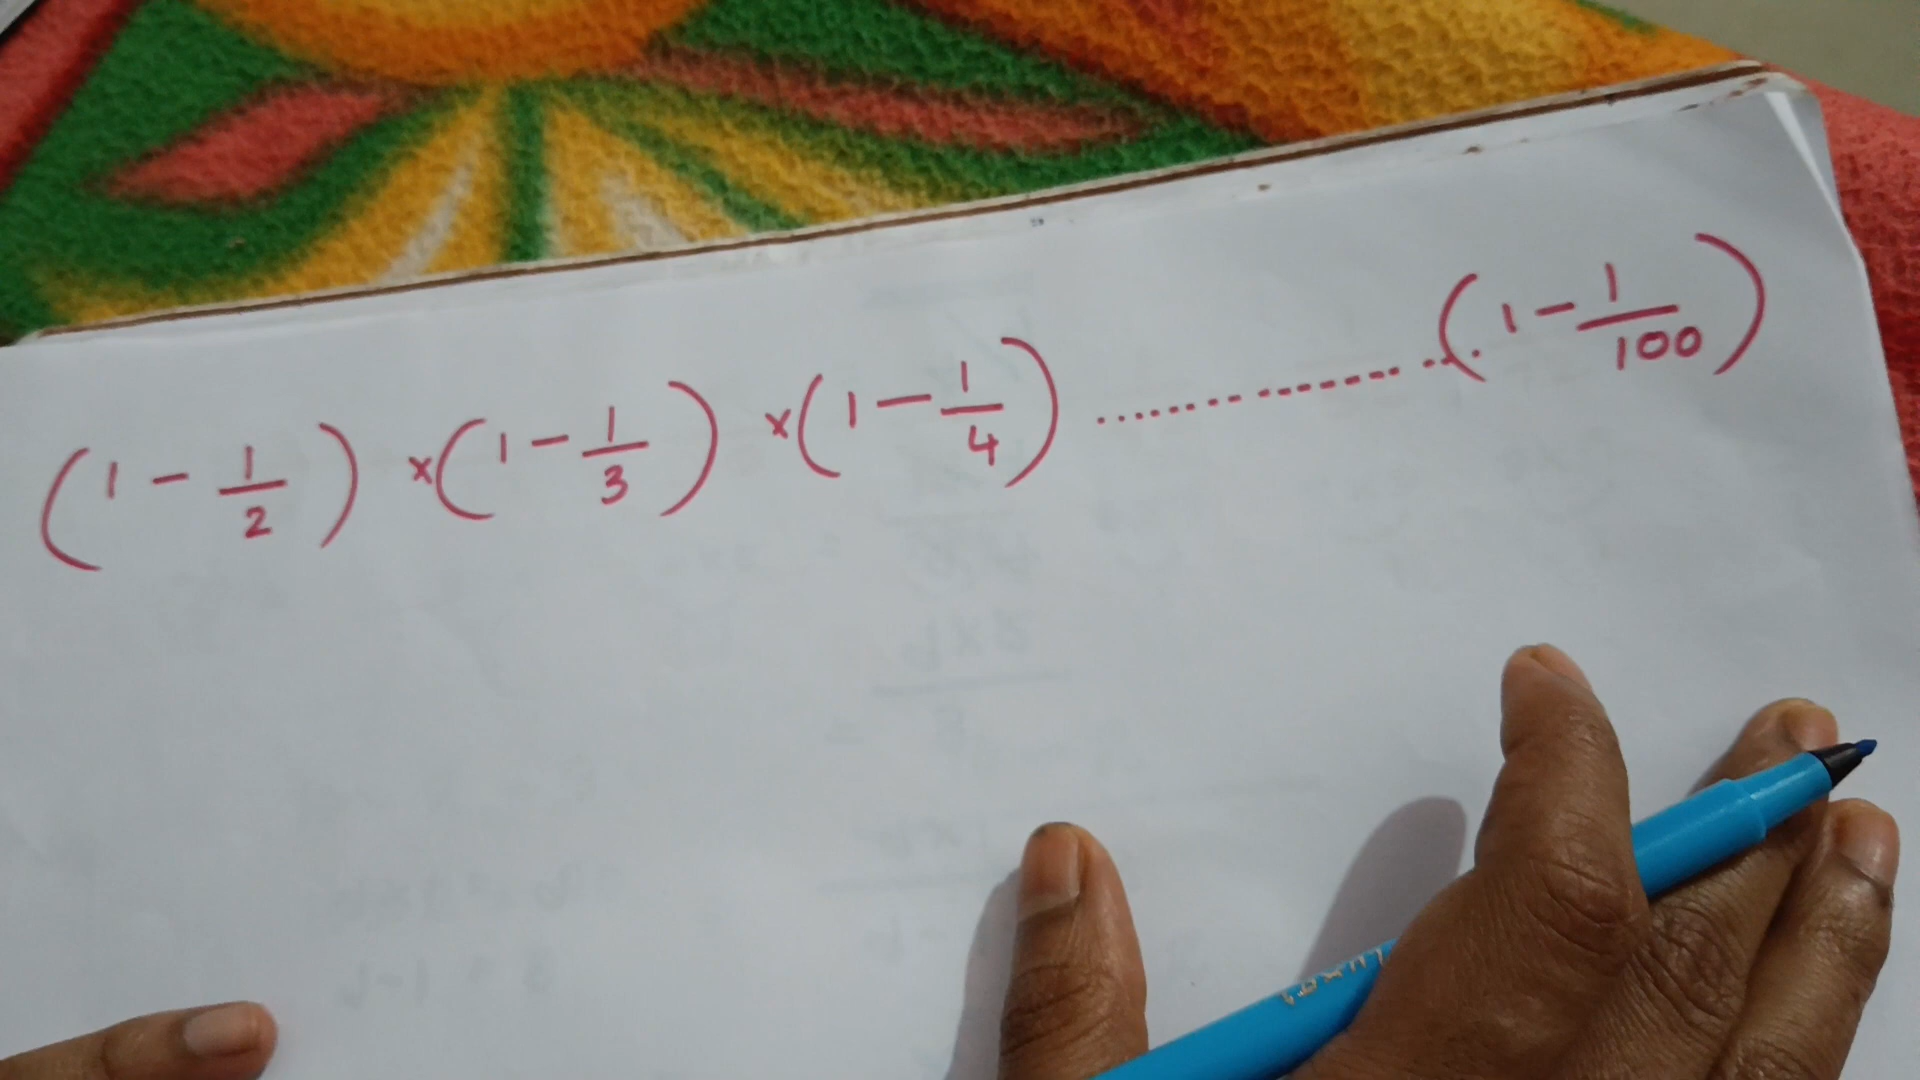 (1 - 1/2) × (1 - 1/3) × (1 - 1/4) .................... (1 - 1/100)